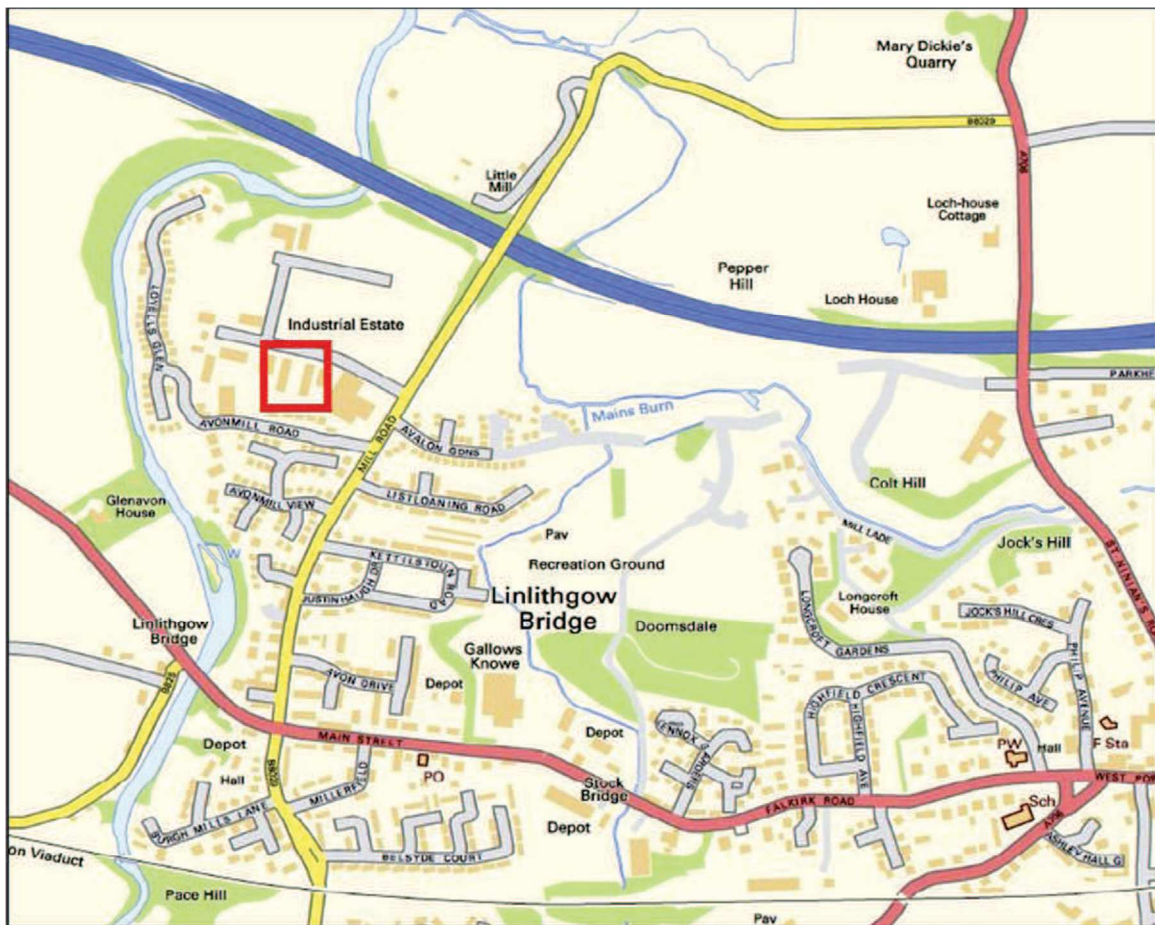 Mary Dickie's
Quarry
B8029
A706
Little
Mill
Loch-house
Cottage
Pepper
Hill
Loch House
LOVELLS GLEN
Industrial Estate
PARKHE
Mains Burn
AVONMILL ROAD
MILL ROAD
AVALON GDNS
Colt Hill
Glenavon
House
AVONMILL VIEW
LISTLOANING ROAD
MILL LADE
Pav
Jock's Hill
ST NINIAN'S RO
W
KETTILSTOUN
ROAD
Recreation Ground
JUSTINHAUGH DR
Linlithgow
Bridge
Longcroft
House
JOCK'S HILL CRES
Linlithgow
Bridge
Doomsdale
LONGCROFT
GARDENS
Gallows
Knowe
PHILIP AVENUE
B825
AVON DRIVE
Depot
HIGHFIELD CRESCENT
PHILIP AVE
HIGHFIELD AVE
MAIN STREET
Depot
Hall
Depot
LENNOX GARDENS
PW
Hall
F Sta
B8029
MILLERFIELD
PO
Stock
Bridge
WEST POR
BURGH MILLS LANE
FALKIRK ROAD
Sch
A706
Depot
ASHLEY HALL G
on Viaduct
BELSYDE COURT
Pace Hill
Pav